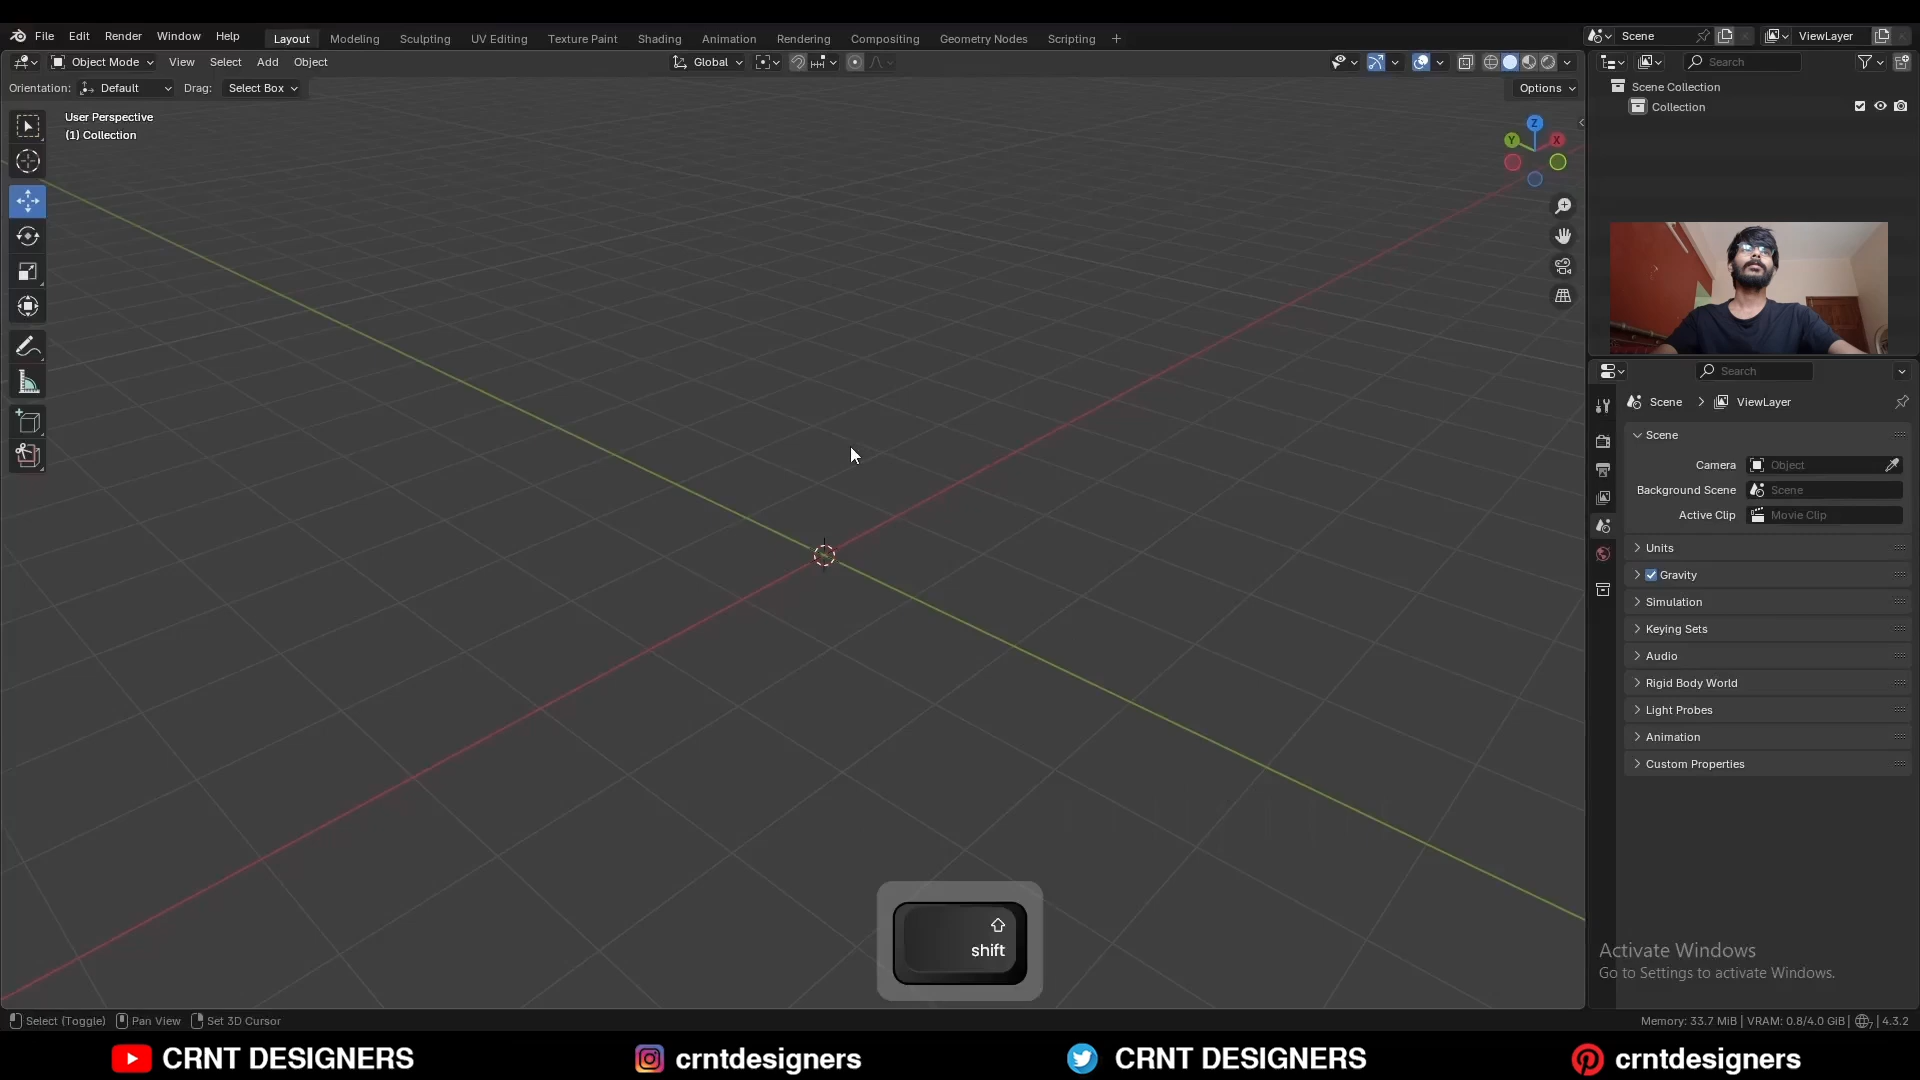 File Edit Render Window Help Layout Modeling Sculpting UV Editing Texture Paint Shading Animation Rendering Compositing Geometry Nodes Scripting +
Scene ViewLayer
Object Mode View Select Add Object Global
Search
Orientation: Default Drag: Select Box Options
Scene Collection
Collection
User Perspective
(1) Collection
Z
Y X
Search
Scene > ViewLayer
Scene
Camera Object
Background Scene Scene
Active Clip Movie Clip
Units
Gravity
Simulation
Keying Sets
Audio
Rigid Body World
Light Probes
Animation
Custom Properties
shift
Activate Windows
Go to Settings to activate Windows.
Select (Toggle) Pan View Set 3D Cursor
Memory: 33.7 MiB | VRAM: 0.8/4.0 GiB | 7 | 4.3.2
CRNT DESIGNERS crntdesigners CRNT DESIGNERS crntdesigners